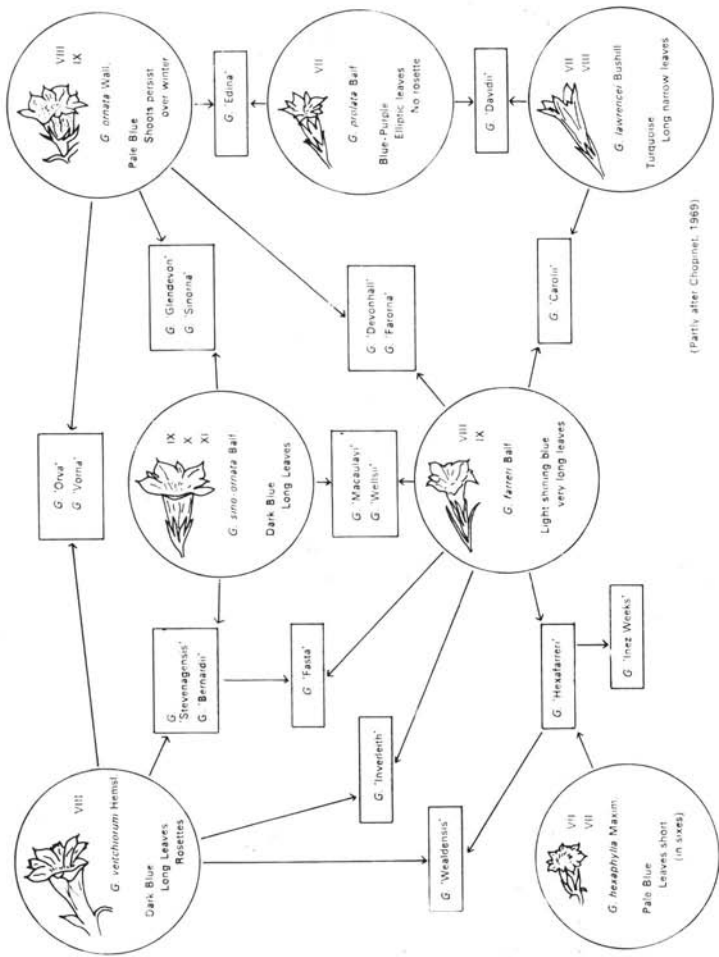 VIII
G. veitchiorum Hemsl.
Dark Blue
Long Leaves
Rosettes
G. 'Orva'
G. 'Vorna'
VIII
IX
G. ornata Wall.
Pale Blue
Shoots persist
over winter
G.
'Stevenagensis'
G. 'Bernardii'
IX
X
XI
G. sino-ornata Balf
Dark Blue
Long Leaves
G. 'Glendevon'
G. 'Sinorna'
G. 'Edina'
G. 'Fasta'
G. 'Macaulayi'
G. 'Wellsii'
G. 'Devonhall'
G. 'Farorna'
VII
G. prolata Balf
Blue-Purple
Elliptic leaves
No rosette
G. 'Inverleith'
G. 'Wealdensis'
VIII
IX
G. farreri Balf
Light shining blue
very long leaves
G. 'Davidii'
G. 'Hexafarreri'
G. 'Carolii'
VII
VII
G. hexaphylla Maxim.
Pale Blue
Leaves short
(in sixes)
G. 'Inez Weeks'
VII
VIII
G. lawrencei Bushill
Turquoise
Long narrow leaves
(Partly after Chopinet, 1969)